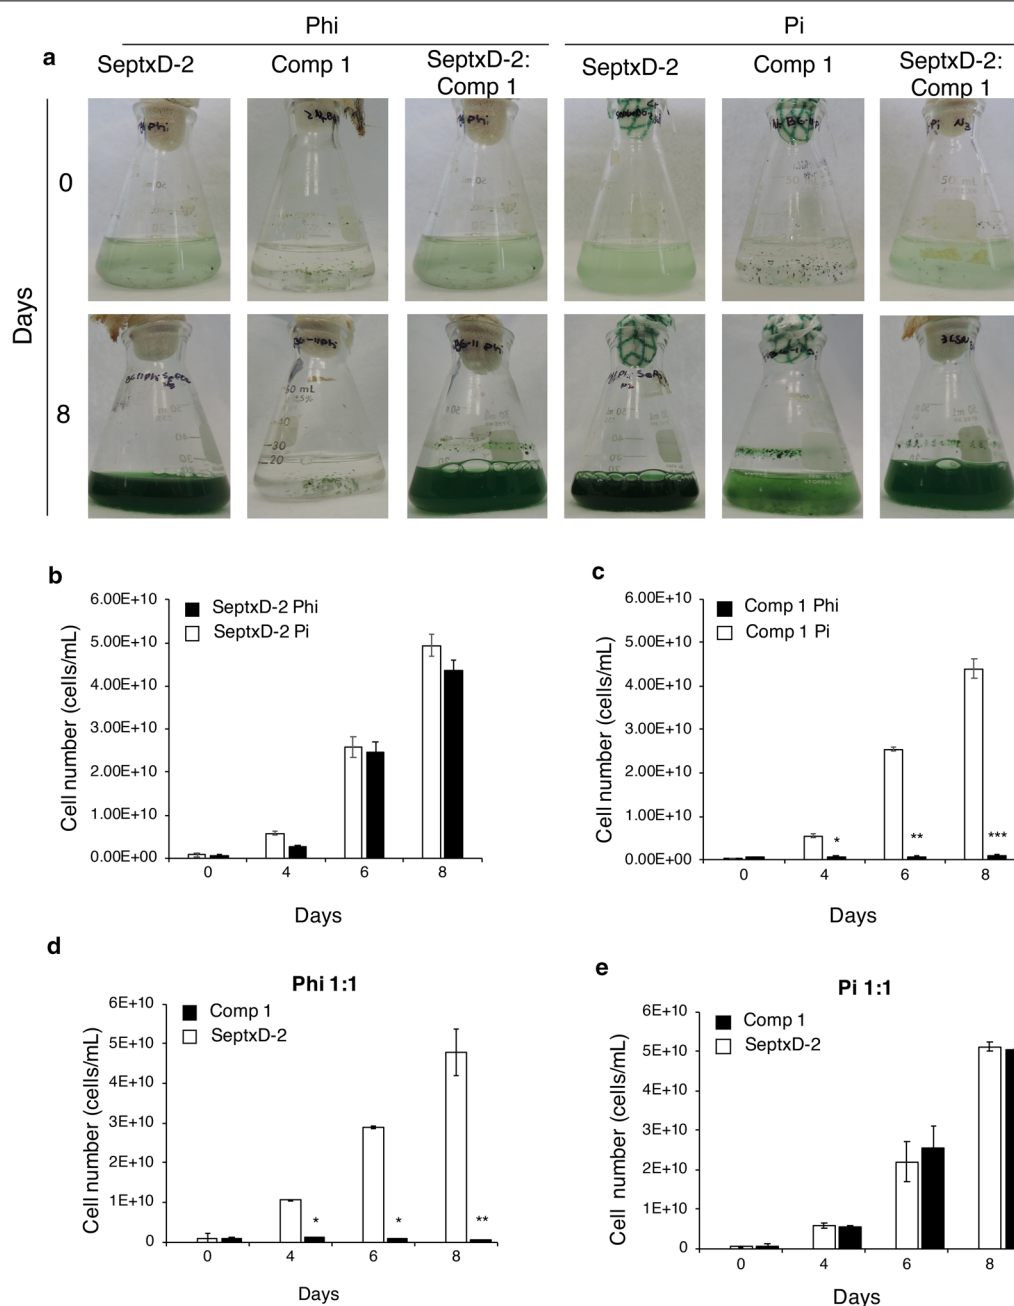 Phi
Pi
a
SeptxD-2
Comp 1
SeptxD-2:
Comp 1
SeptxD-2
Comp 1
SeptxD-2:
Comp 1
Days
0
8
50 mL
±5%
40
30
20
b
6.00E+10
5.00E+10
4.00E+10
3.00E+10
2.00E+10
1.00E+10
0.00E+00
Cell number (cells/mL)
SeptxD-2 Phi
SeptxD-2 Pi
0
4
6
8
Days
c
6.00E+10
5.00E+10
4.00E+10
3.00E+10
2.00E+10
1.00E+10
0.00E+00
Cell number (cells/mL)
Comp 1 Phi
Comp 1 Pi
*
**
***
0
4
6
8
Days
d
Phi 1:1
6E+10
5E+10
4E+10
3E+10
2E+10
1E+10
0
Cell number (cells/mL)
Comp 1
SeptxD-2
*
*
**
0
4
6
8
Days
e
Pi 1:1
6E+10
5E+10
4E+10
3E+10
2E+10
1E+10
0
Cell number (cells/mL)
Comp 1
SeptxD-2
0
4
6
8
Days